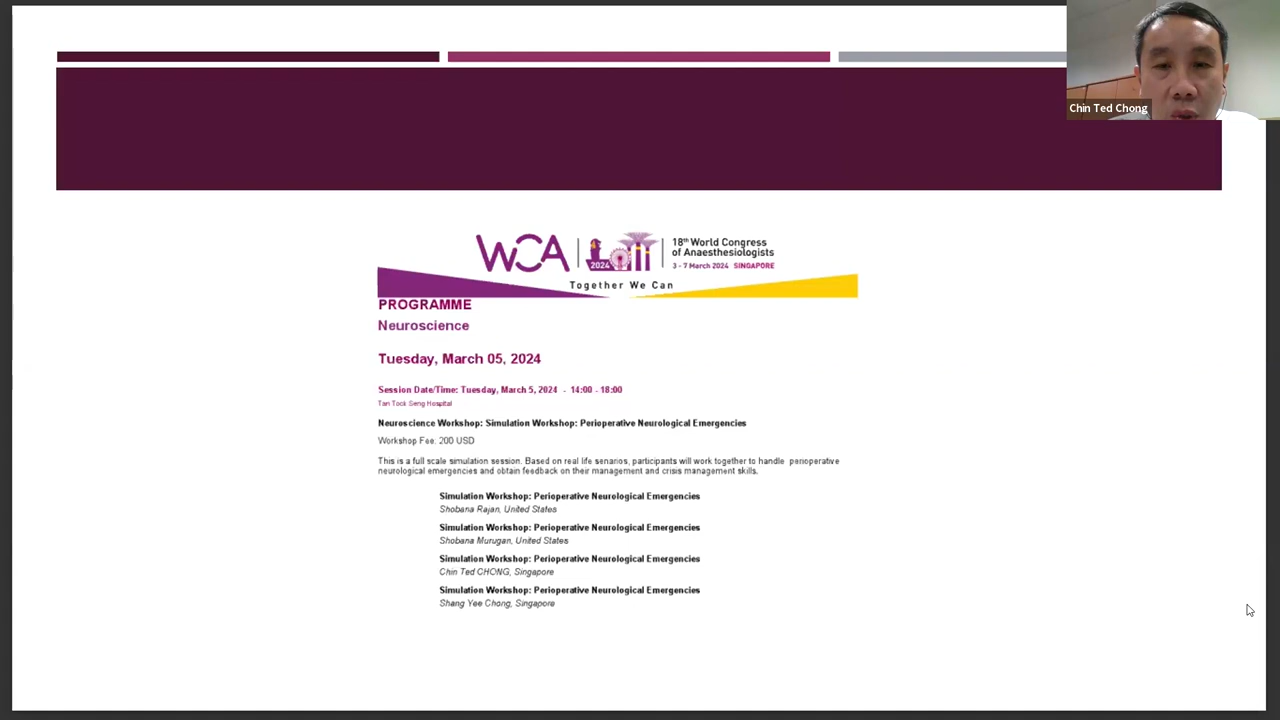 Chin Ted Chong
WCA
2024
18th World Congress
of Anaesthesiologists
3 - 7 March 2024 SINGAPORE
Together We Can
PROGRAMME
Neuroscience
Tuesday, March 05, 2024
Session Date/Time: Tuesday, March 5, 2024 - 14:00 - 18:00
Tan Tock Seng Hospital
Neuroscience Workshop: Simulation Workshop: Perioperative Neurological Emergencies
Workshop Fee: 200 USD
This is a full scale simulation session. Based on real life senarios, participants will work together to handle perioperative
neurological emergencies and obtain feedback on their management and crisis management skills.
Simulation Workshop: Perioperative Neurological Emergencies
Shobana Rajan, United States
Simulation Workshop: Perioperative Neurological Emergencies
Shobana Murugan, United States
Simulation Workshop: Perioperative Neurological Emergencies
Chin Ted CHONG, Singapore
Simulation Workshop: Perioperative Neurological Emergencies
Shang Yee Chong, Singapore